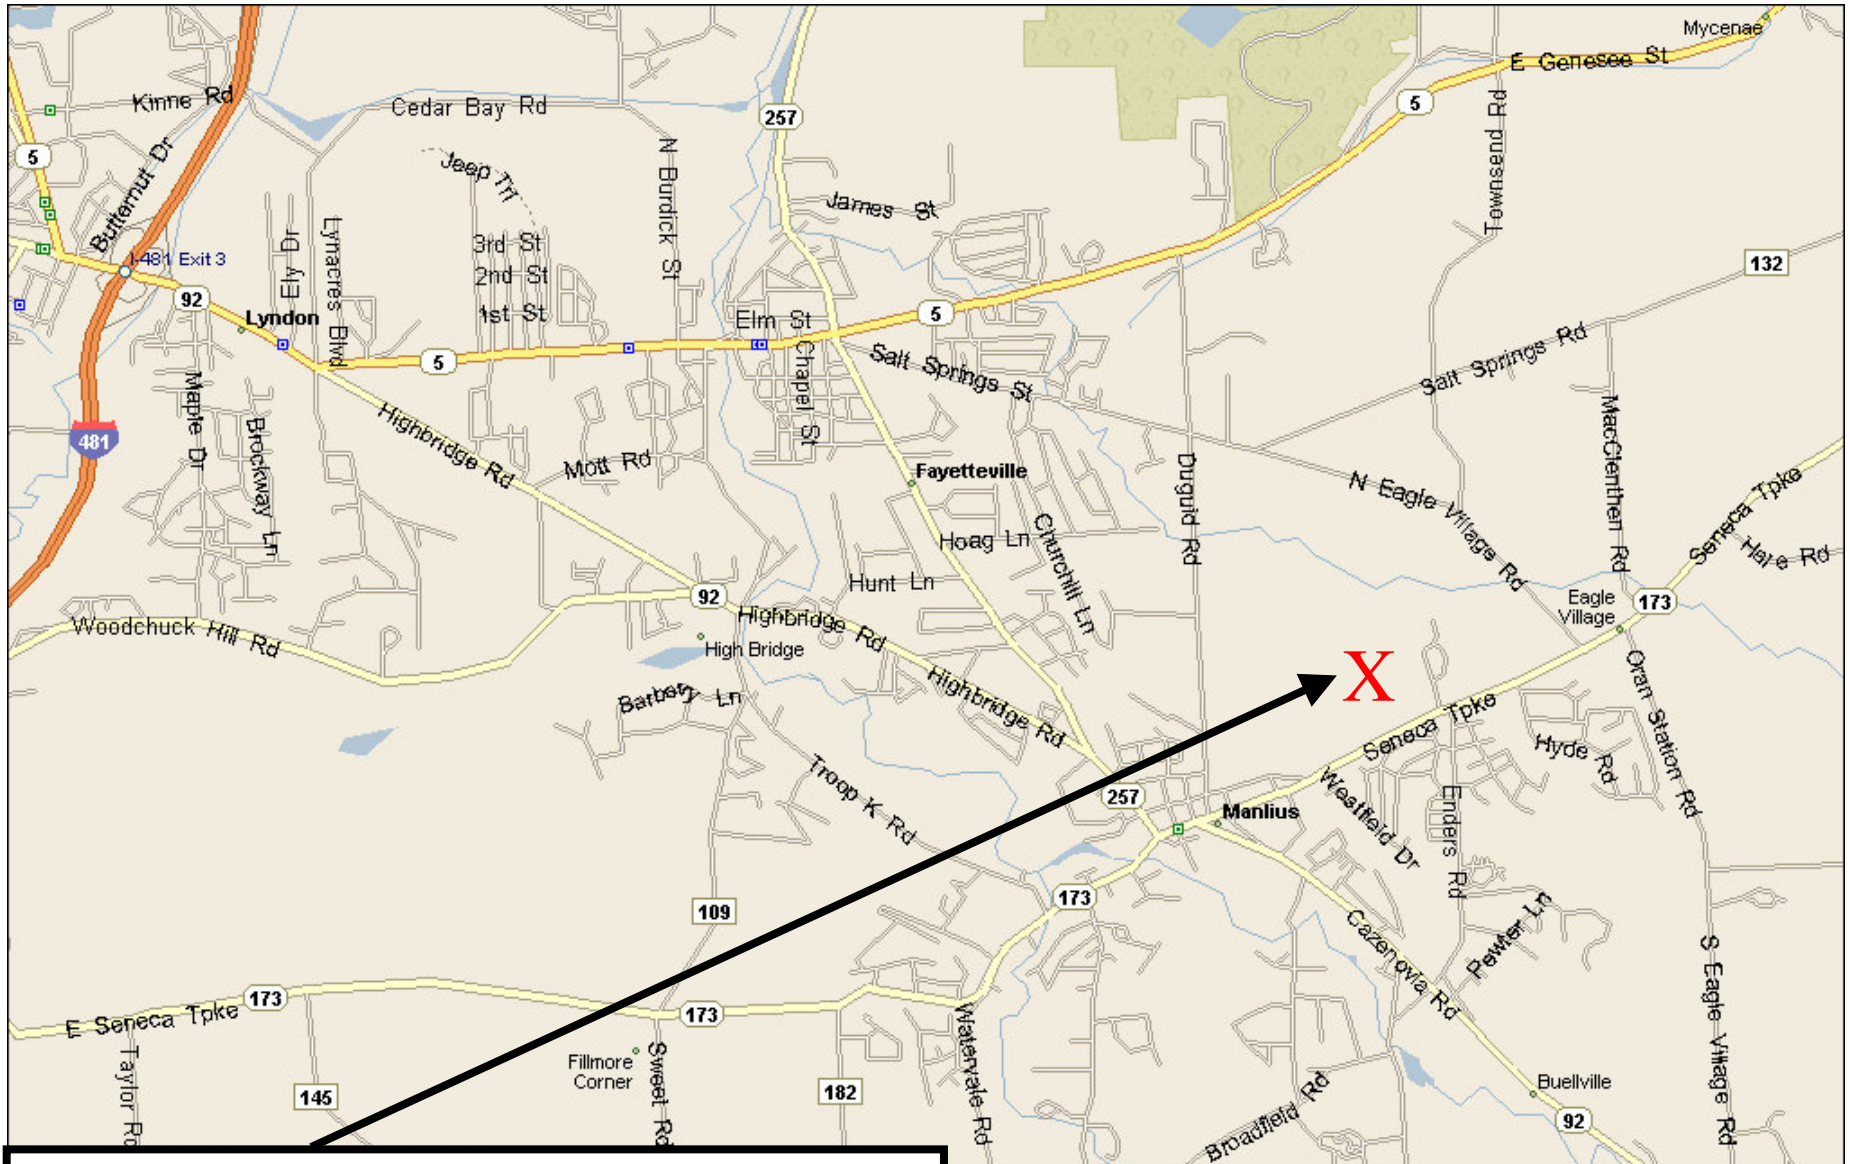 Mycenae
E Genesee St
Kinne Rd
Cedar Bay Rd
5
257
5
Townsend Rd
Butternut Dr
Jeep Trl
N Burdick St
James St
I-481 Exit 3
Ely Dr
Lynacres Blvd
3rd St
2nd St
1st St
132
92
Lyndon
Elm St
5
5
Chapel St
Salt Springs St
Salt Springs Rd
Maple Dr
Brockway Ln
481
Highbridge Rd
Mott Rd
Fayetteville
Duguid Rd
N Eagle Village Rd
MacClenthen Rd
Seneca Tpke
Hale Rd
Hoag Ln
Churchill Ln
Hunt Ln
92
Highbridge Rd
Eagle
Village
173
Woodchuck Hill Rd
High Bridge
X
Barbery Ln
Highbridge Rd
Seneca Tpke
Oran Station Rd
Hyde Rd
Troop K Rd
257
Manlius
Westfield Dr
Enders Rd
173
109
Cazenovia Rd
Pewter Ln
S Eagle Village Rd
173
E Seneca Tpke
173
Watervale Rd
Taylor Rd
Fillmore
Corner
Sweet Rd
145
182
Broadfield Rd
Buellville
92